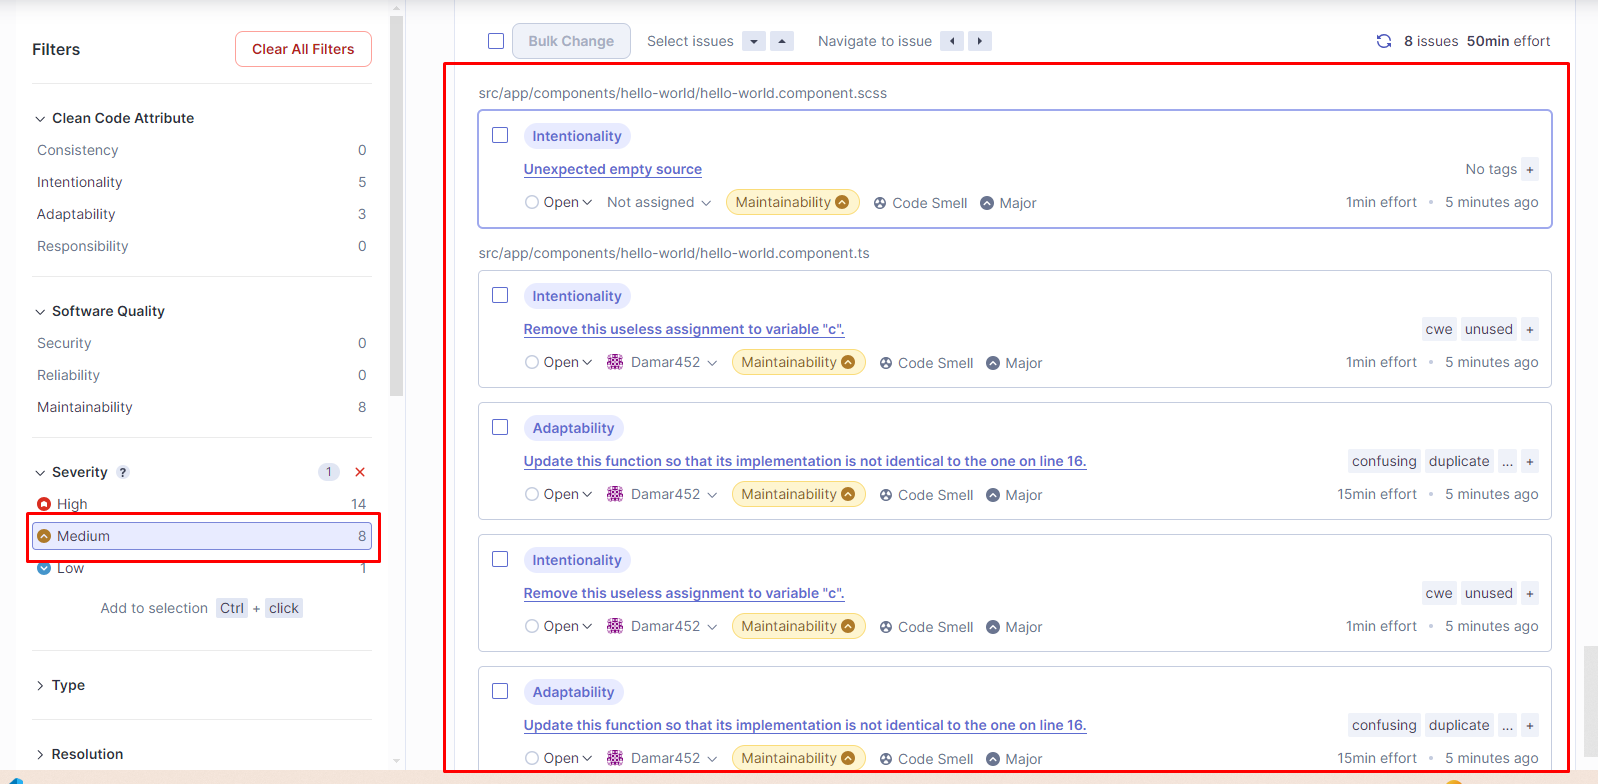 Filters
Clear All Filters
Clean Code Attribute
Consistency 0
Intentionality 5
Adaptability 3
Responsibility 0
Software Quality
Security 0
Reliability 0
Maintainability 8
Severity ? 1
High 14
Medium 8
Low 1
Add to selection Ctrl + click
Type
Resolution
Bulk Change Select issues Navigate to issue 8 issues 50min effort
src/app/components/hello-world/hello-world.component.scss
Intentionality
Unexpected empty source No tags +
Open Not assigned Maintainability Code Smell Major 1min effort • 5 minutes ago
src/app/components/hello-world/hello-world.component.ts
Intentionality
Remove this useless assignment to variable "c". cwe unused +
Open Damar452 Maintainability Code Smell Major 1min effort • 5 minutes ago
Adaptability
Update this function so that its implementation is not identical to the one on line 16. confusing duplicate ... +
Open Damar452 Maintainability Code Smell Major 15min effort • 5 minutes ago
Intentionality
Remove this useless assignment to variable "c". cwe unused +
Open Damar452 Maintainability Code Smell Major 1min effort • 5 minutes ago
Adaptability
Update this function so that its implementation is not identical to the one on line 16. confusing duplicate ... +
Open Damar452 Maintainability Code Smell Major 15min effort • 5 minutes ago